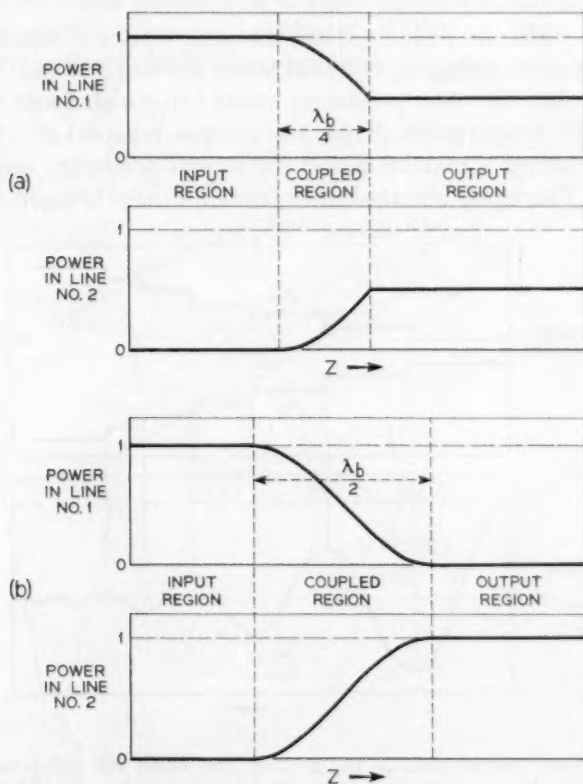 1
POWER
IN LINE
NO.1
0
λb
4
(a)
INPUT
REGION
COUPLED
REGION
OUTPUT
REGION
1
POWER
IN LINE
NO. 2
0
Z
1
POWER
IN LINE
NO. 1
0
λb
2
(b)
INPUT
REGION
COUPLED
REGION
OUTPUT
REGION
1
POWER
IN LINE
NO. 2
0
Z